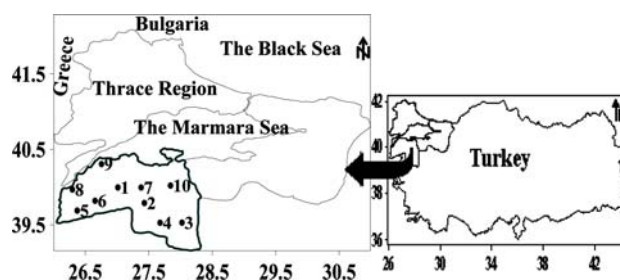 Bulgaria
The Black Sea
N
Greece
41.5
Thrace Region
The Marmara Sea
40.5
9
8 1 7 10
6 2
5
4 3
39.5
26.5 27.5 28.5 29.5 30.5
42
40
38
36
Turkey
26 30 34 38 42